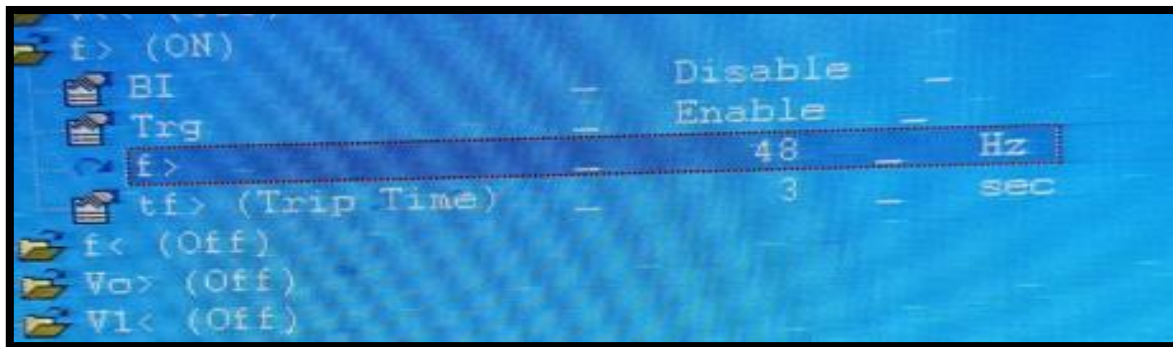 f> (ON)
BI _ Disable _
Trg _ Enable _
f> _ 48 _ Hz
tf> (Trip Time) _ 3 _ sec
f< (Off)
Vo> (Off)
V1< (Off)